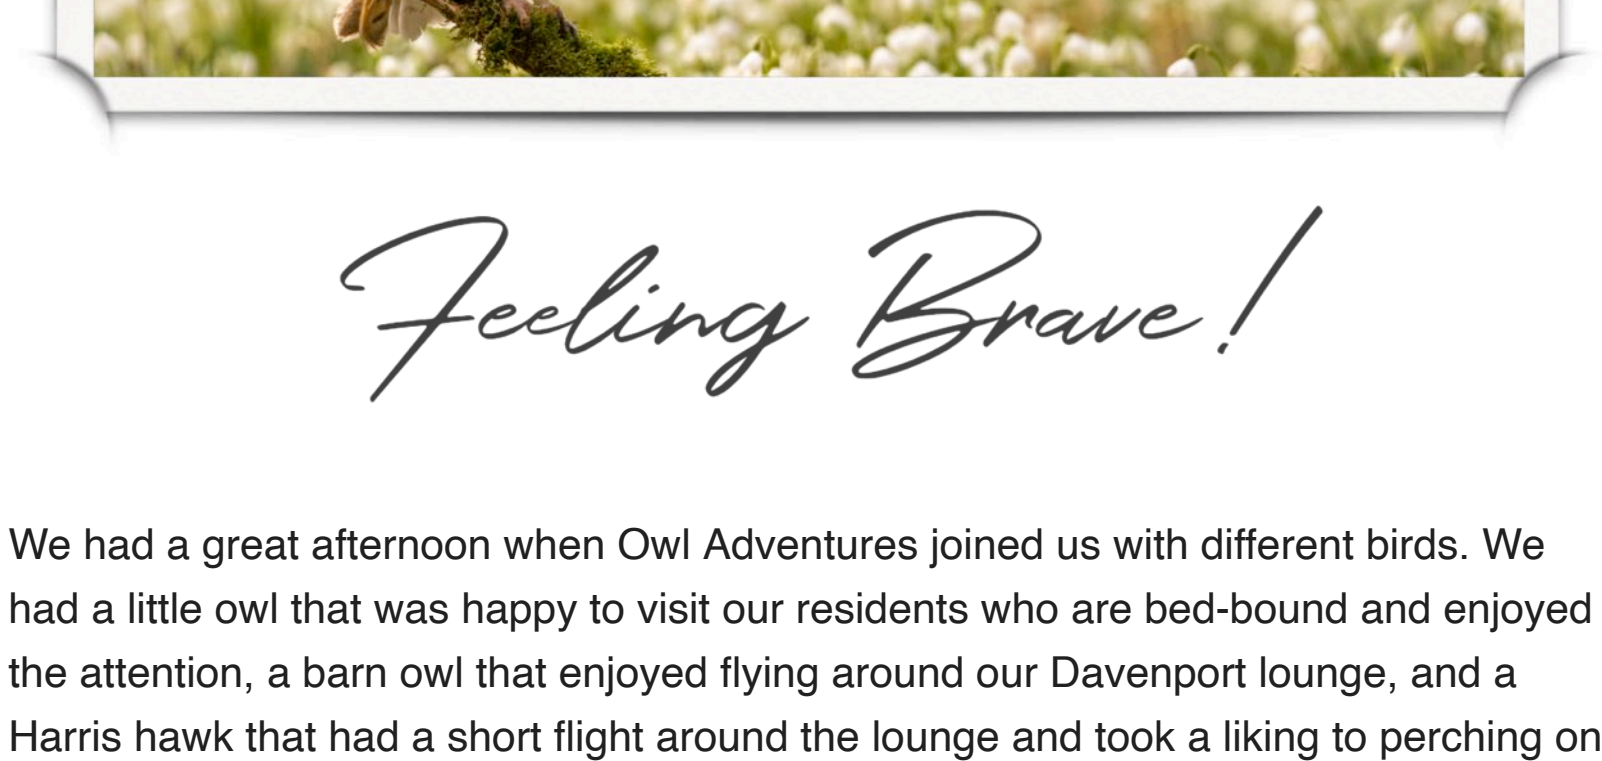 Feeling Brave!
We had a great afternoon when Owl Adventures joined us with different birds. We
had a little owl that was happy to visit our residents who are bed-bound and enjoyed
the attention, a barn owl that enjoyed flying around our Davenport lounge, and a
Harris hawk that had a short flight around the lounge and took a liking to perching on